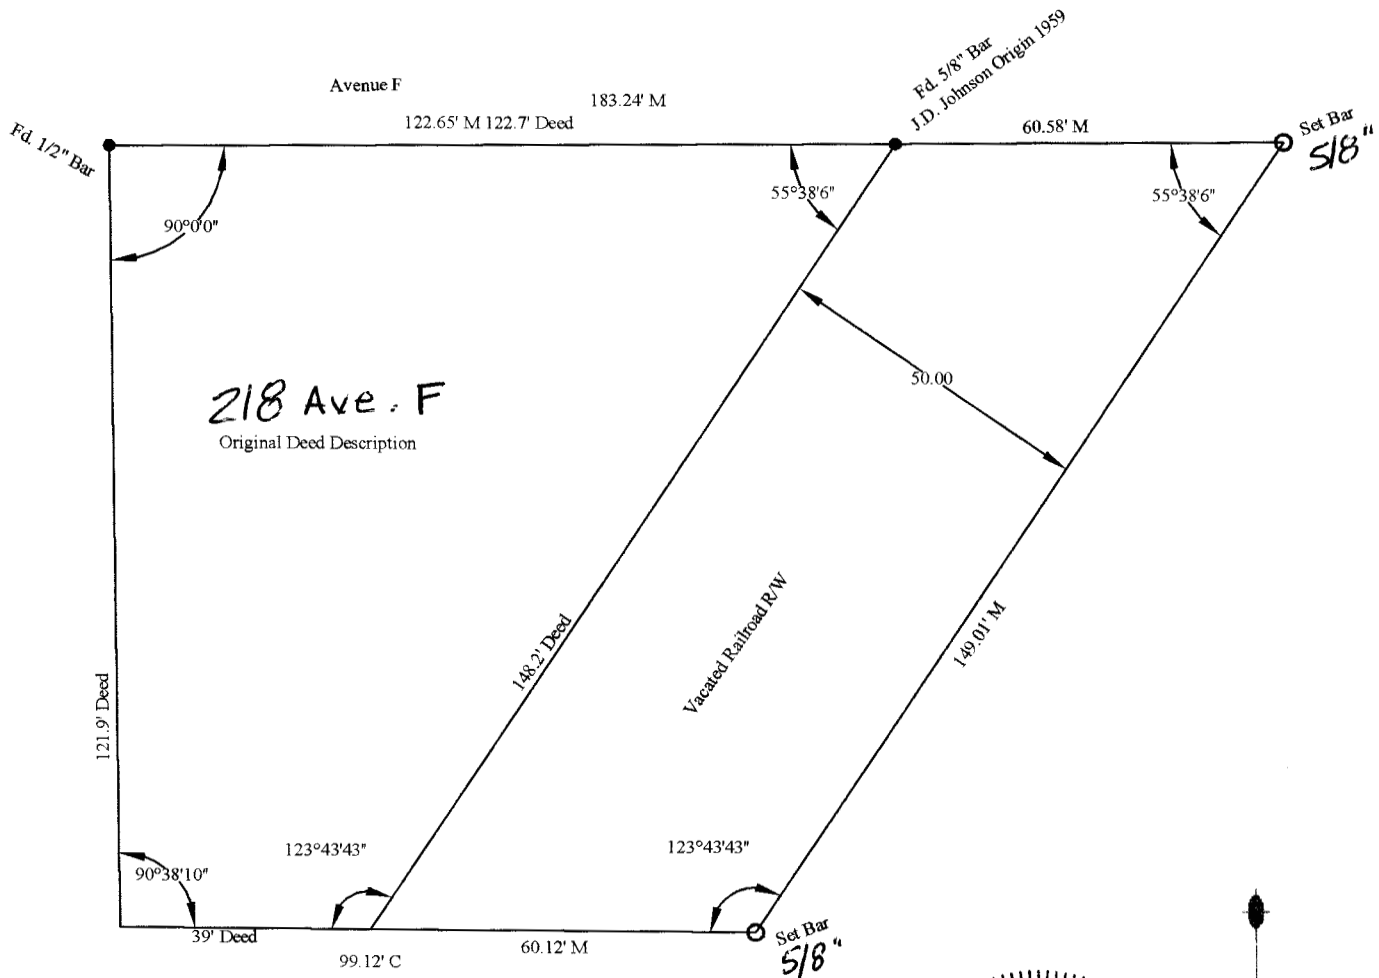 Avenue F
183.24' M
122.65' M 122.7' Deed
Fd. 1/2" Bar
Fd. 5/8" Bar
J.D. Johnson Origin 1959
60.58' M
Set Bar
5/8"
90°0'0"
55°38'6"
55°38'6"
50.00
218 Ave. F
Original Deed Description
148.2' Deed
Vacated Railroad R/W
149.01' M
121.9' Deed
90°38'10"
123°43'43"
123°43'43"
39' Deed
60.12' M
99.12' C
Set Bar
5/8"